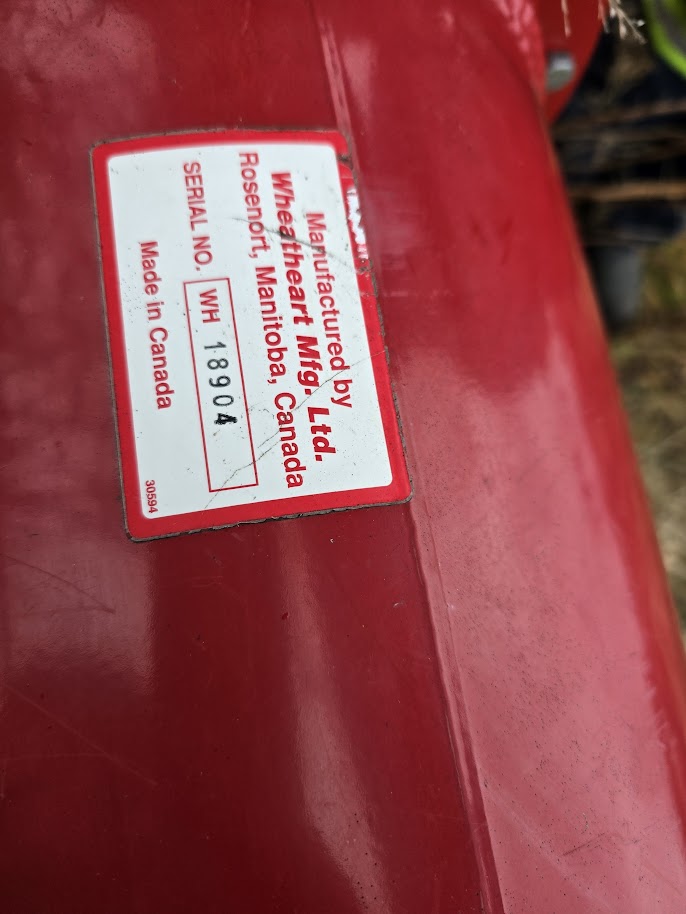 Manufactured by
Wheatheart Mfg. Ltd.
Rosenort, Manitoba, Canada
SERIAL NO. WH 18904
Made in Canada
30594